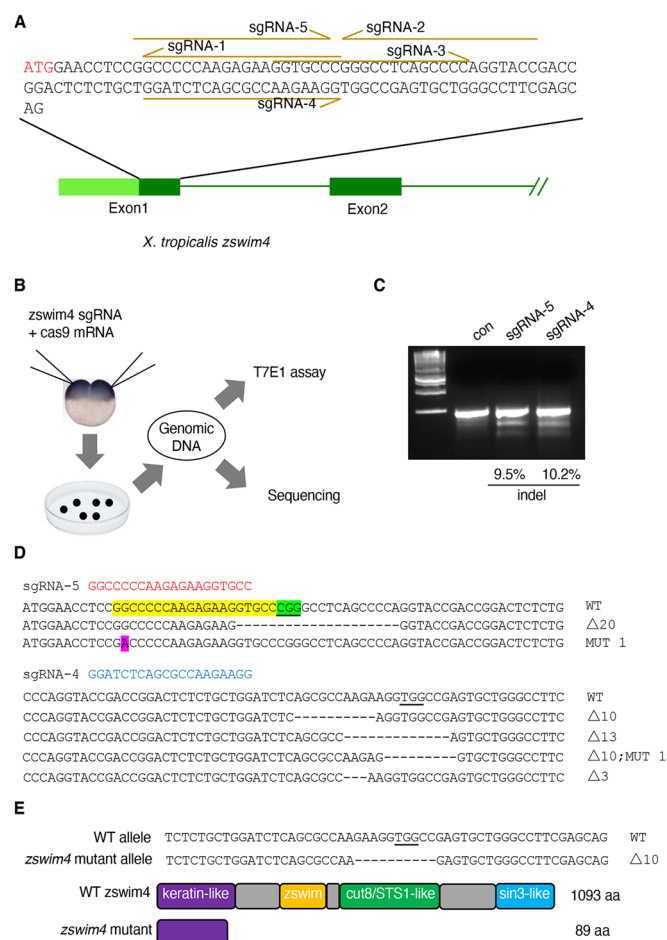 A
sgRNA-5 sgRNA-2
sgRNA-1 sgRNA-3
ATGGAACCTCCGGCCCCCAAGAGAAGGTGCCCGGGCCTCAGCCCCAGGTACCGACC
GGACTCTCTGCTGGATCTCAGCGCCAAGAAGGTGGCCGAGTGCTGGGCCTTCGAGC
AG
sgRNA-4
Exon1 Exon2
X. tropicalis zswim4
B
zswim4 sgRNA
+ cas9 mRNA
Genomic
DNA
T7E1 assay
Sequencing
C
con sgRNA-5 sgRNA-4
9.5% 10.2%
indel
D
sgRNA-5 GGCCCCCAAGAGAAGGTGCC
ATGGAACCTCCGGCCCCCAAGAGAAGGTGCCCGGGCCTCAGCCCCAGGTACCGACCGGACTCTCTG WT
ATGGAACCTCCGGCCCCCAAGAGAAG--------------------GGTACCGACCGGACTCTCTG △20
ATGGAACCTCCGACCCCCAAGAGAAGGTGCCCGGGCCTCAGCCCCAGGTACCGACCGGACTCTCTG MUT 1
sgRNA-4 GGATCTCAGCGCCAAGAAGG
CCCAGGTACCGACCGGACTCTCTGCTGGATCTCAGCGCCAAGAAGGTGGCCGAGTGCTGGGCCTTC WT
CCCAGGTACCGACCGGACTCTCTGCTGGATCTC----------AGGTGGCCGAGTGCTGGGCCTTC △10
CCCAGGTACCGACCGGACTCTCTGCTGGATCTCAGCGCC-------------AGTGCTGGGCCTTC △13
CCCAGGTACCGACCGGACTCTCTGCTGGATCTCAGCGCCAAGAG---------GTGCTGGGCCTTC △10;MUT 1
CCCAGGTACCGACCGGACTCTCTGCTGGATCTCAGCGCC---AAGGTGGCCGAGTGCTGGGCCTTC △3
E
WT allele TCTCTGCTGGATCTCAGCGCCAAGAAGGTGGCCGAGTGCTGGGCCTTCGAGCAG WT
zswim4 mutant allele TCTCTGCTGGATCTCAGCGCCAA----------GAGTGCTGGGCCTTCGAGCAG △10
WT zswim4 keratin-like zswim cut8/STS1-like sin3-like 1093 aa
zswim4 mutant 89 aa